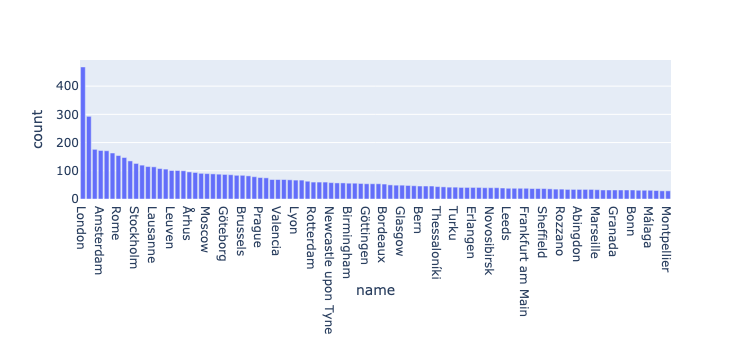 400
300
200
100
0
count
London
Amsterdam
Rome
Stockholm
Lausanne
Leuven
Århus
Moscow
Göteborg
Brussels
Prague
Valencia
Lyon
Rotterdam
Newcastle upon Tyne
Birmingham
Göttingen
Bordeaux
Glasgow
Bern
Thessaloniki
Turku
Erlangen
Novosibirsk
Leeds
Frankfurt am Main
Sheffield
Rozzano
Abingdon
Marseille
Granada
Bonn
Málaga
Montpellier
name